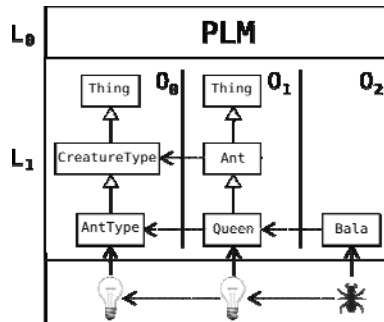 L0 PLM
Thing O0 Thing O1 O2
L1 CreatureType Ant
AntType Queen Bala